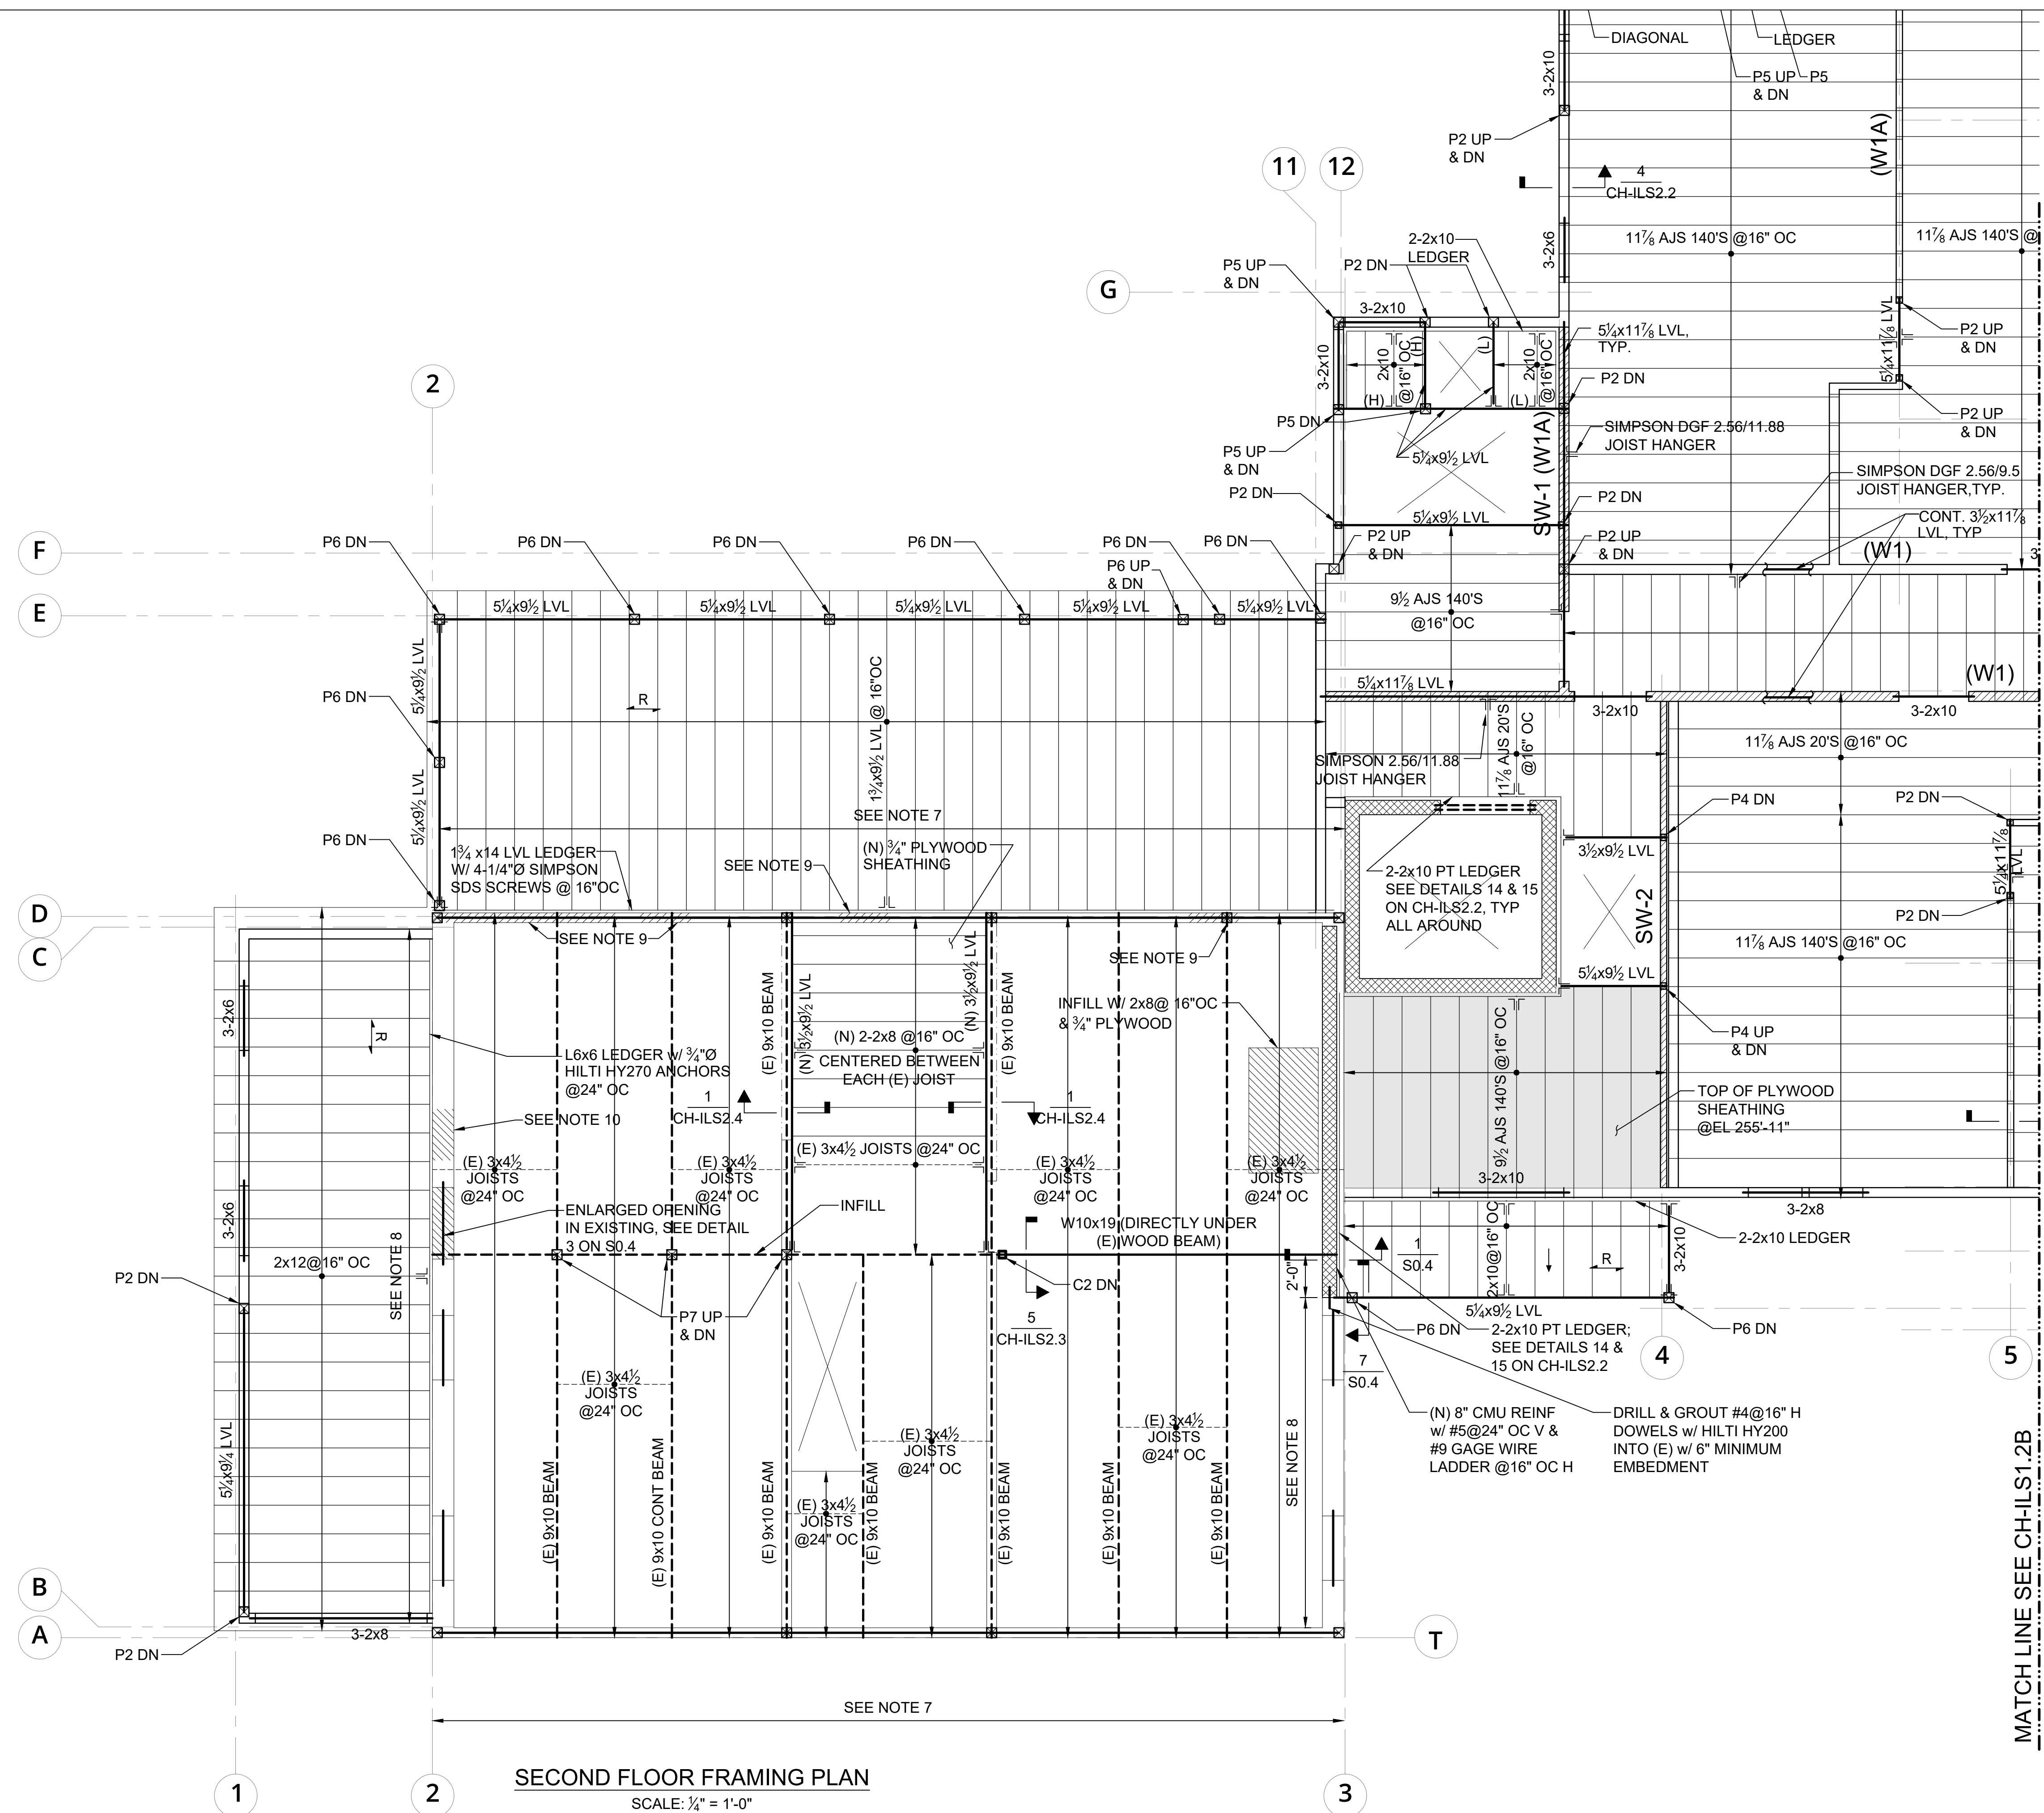 DIAGONAL
LEDGER
3-2x10
P5 UP
& DN
P5
P2 UP
& DN
(W1A)
11
12
4
CH-ILS2.2
3-2x6
11⅞ AJS 140'S @16" OC
11⅞ AJS 140'S @
2-2x10
LEDGER
P5 UP
& DN
P2 DN
G
3-2x10
5¼x11⅞ LVL,
TYP.
5¼x11⅞ LVL
P2 UP
& DN
3-2x10
2x10
@16" OC
(H)
(L)
2x10
@16" OC
(H)
(L)
P2 DN
P2 UP
& DN
2
P5 DN
SIMPSON DGF 2.56/11.88
JOIST HANGER
SW-1 (W1A)
P5 UP
& DN
5¼x9½ LVL
SIMPSON DGF 2.56/9.5
JOIST HANGER,TYP.
P2 DN
P2 DN
5¼x9½ LVL
CONT. 3½x11⅞
LVL, TYP
F
P6 DN
P6 DN
P6 DN
P6 DN
P6 DN
P6 DN
P2 UP
& DN
P2 UP
& DN
(W1)
3
P6 UP
& DN
E
5¼x9½ LVL
5¼x9½ LVL
5¼x9½ LVL
5¼x9½ LVL
5¼x9½ LVL
9½ AJS 140'S
@16" OC
5¼x9½ LVL
P6 DN
R
1¾x9½ LVL @ 16"OC
5¼x11⅞ LVL
(W1)
3-2x10
3-2x10
11⅞ AJS 20'S
@16" OC
11⅞ AJS 20'S @16" OC
SIMPSON 2.56/11.88
JOIST HANGER
5¼x9½ LVL
P4 DN
P2 DN
SEE NOTE 7
P6 DN
1¾ x14 LVL LEDGER
W/ 4-1/4"Ø SIMPSON
SDS SCREWS @ 16"OC
SEE NOTE 9
(N) ¾" PLYWOOD
SHEATHING
3½x9½ LVL
5¼x11⅞
LVL
2-2x10 PT LEDGER
SEE DETAILS 14 & 15
ON CH-ILS2.2, TYP
ALL AROUND
SW-2
D
P2 DN
C
SEE NOTE 9
SEE NOTE 9
11⅞ AJS 140'S @16" OC
5¼x9½ LVL
(E) 9x10 BEAM
(N) 3½x9½ LVL
(N) 3½x9½ LVL
(E) 9x10 BEAM
INFILL W/ 2x8@ 16"OC
& ¾" PLYWOOD
3-2x6
R
(N) 2-2x8 @16" OC
CENTERED BETWEEN
EACH (E) JOIST
9½ AJS 140'S @16" OC
P4 UP
& DN
L6x6 LEDGER w/ ¾"Ø
HILTI HY270 ANCHORS
@24" OC
1
CH-ILS2.4
1
CH-ILS2.4
TOP OF PLYWOOD
SHEATHING
@EL 255'-11"
SEE NOTE 10
(E) 3x4½ JOISTS @24" OC
(E) 3x4½
JOISTS
@24" OC
(E) 3x4½
JOISTS
@24" OC
(E) 3x4½
JOISTS
@24" OC
(E) 3x4½
JOISTS
@24" OC
3-2x10
3-2x6
ENLARGED OPENING
IN EXISTING, SEE DETAIL
3 ON S0.4
INFILL
W10x19 (DIRECTLY UNDER
(E) WOOD BEAM)
3-2x8
2-2x10 LEDGER
2x12@16" OC
SEE NOTE 8
1
S0.4
2x10@16" OC
R
3-2x10
P2 DN
C2 DN
2'-0"
5¼x9½ LVL
P7 UP
& DN
5
CH-ILS2.3
P6 DN
P6 DN
2-2x10 PT LEDGER;
SEE DETAILS 14 &
15 ON CH-ILS2.2
7
S0.4
4
5
(E) 3x4½
JOISTS
@24" OC
(E) 3x4½
JOISTS
@24" OC
(E) 3x4½
JOISTS
@24" OC
(N) 8" CMU REINF
w/ #5@24" OC V &
#9 GAGE WIRE
LADDER @16" OC H
DRILL & GROUT #4@16" H
DOWELS w/ HILTI HY200
INTO (E) w/ 6" MINIMUM
EMBEDMENT
5¼x9¼ LVL
SEE NOTE 8
(E) 9x10 BEAM
(E) 9x10 CONT BEAM
(E) 9x10 BEAM
(E) 3x4½
JOISTS
@24" OC
(E) 9x10 BEAM
(E) 9x10 BEAM
(E) 9x10 BEAM
(E) 9x10 BEAM
B
A
3-2x8
P2 DN
T
MATCH LINE SEE CH-ILS1.2B
SEE NOTE 7
1
2
3
SECOND FLOOR FRAMING PLAN
SCALE: ¼" = 1'-0"